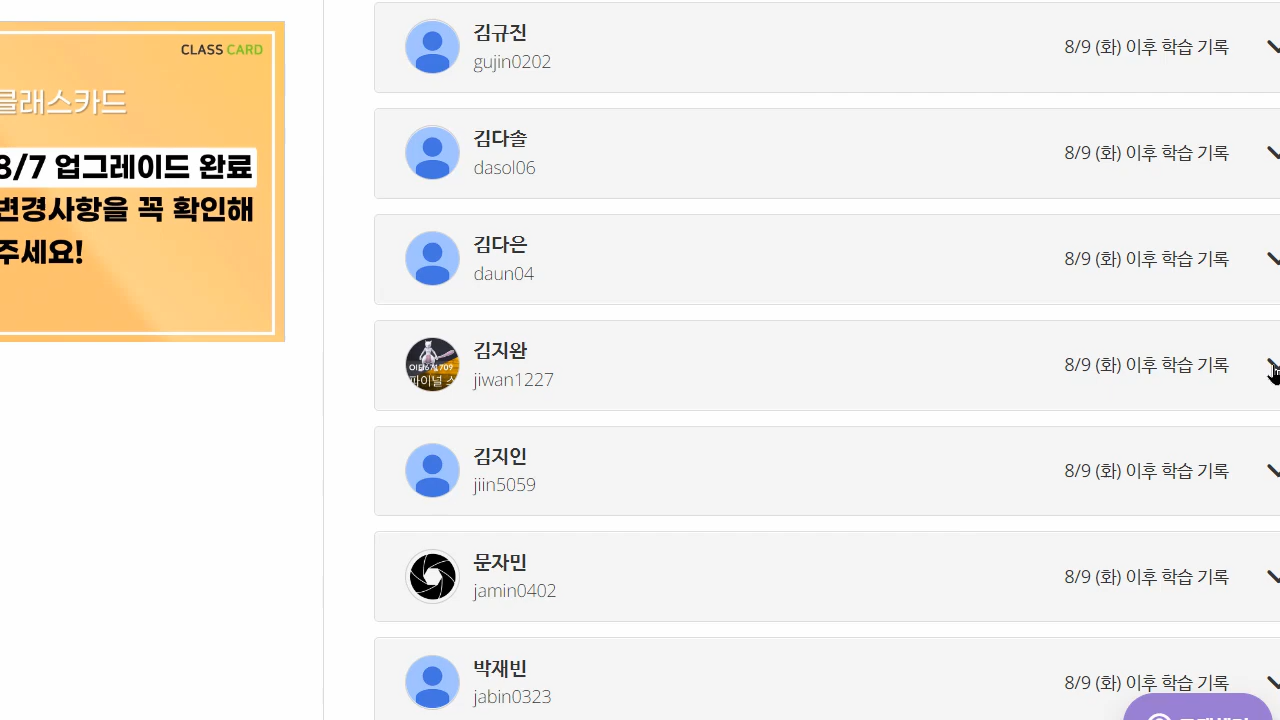 CLASS CARD
클래스카드
8/7 업그레이드 완료
변경사항을 꼭 확인해
주세요!
김규진
gujin0202
8/9 (화) 이후 학습 기록
김다솔
dasol06
8/9 (화) 이후 학습 기록
김다은
daun04
8/9 (화) 이후 학습 기록
파이널 스
김지완
jiwan1227
8/9 (화) 이후 학습 기록
김지인
jiin5059
8/9 (화) 이후 학습 기록
문자민
jamin0402
8/9 (화) 이후 학습 기록
박재빈
jabin0323
8/9 (화) 이후 학습 기록